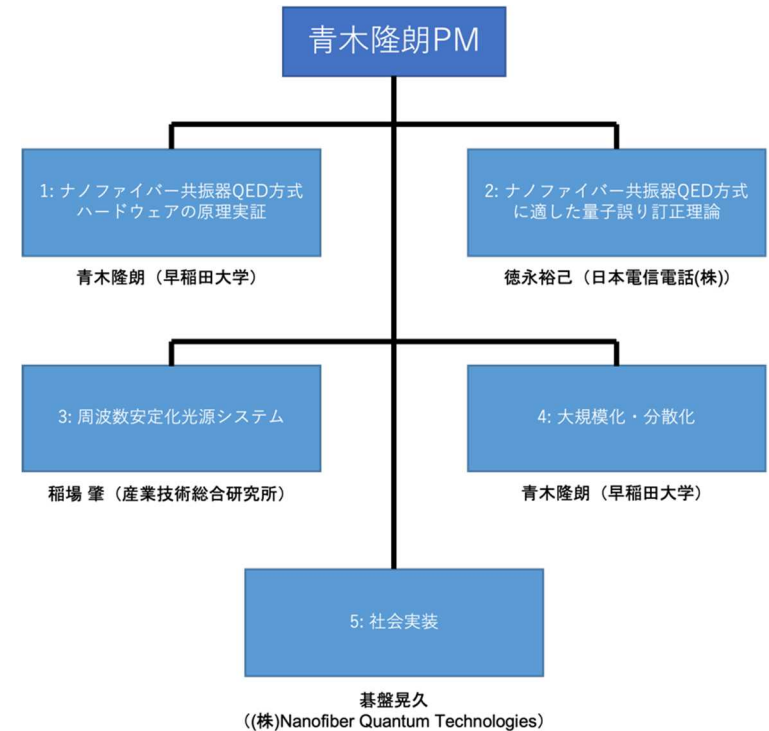 青木隆朗PM
1: ナノファイバー共振器QED方式
ハードウェアの原理実証
青木隆朗（早稲田大学）
2: ナノファイバー共振器QED方式
に適した量子誤り訂正理論
徳永裕己（日本電信電話(株)）
3: 周波数安定化光源システム
稲場 肇（産業技術総合研究所）
4: 大規模化・分散化
青木隆朗（早稲田大学）
5: 社会実装
碁盤晃久
（(株)Nanofiber Quantum Technologies）